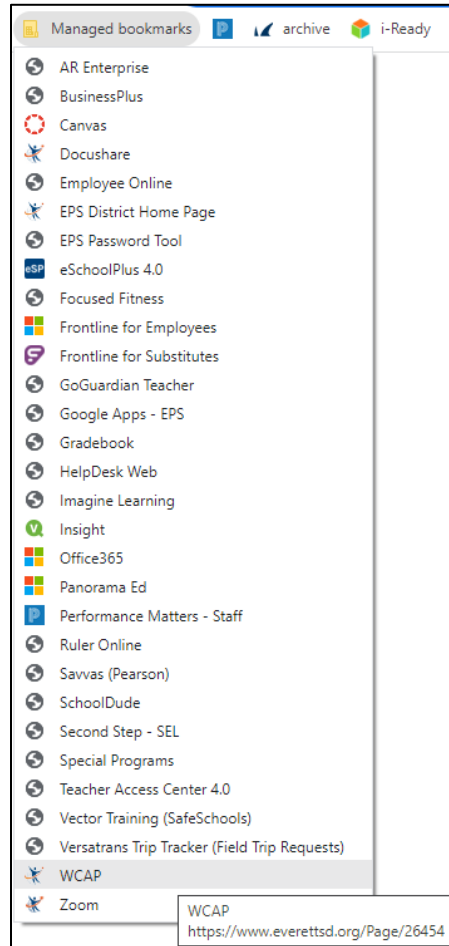 Managed bookmarks P archive i-Ready
AR Enterprise
BusinessPlus
Canvas
Docushare
Employee Online
EPS District Home Page
EPS Password Tool
eSP eSchoolPlus 4.0
Focused Fitness
Frontline for Employees
Frontline for Substitutes
GoGuardian Teacher
Google Apps - EPS
Gradebook
HelpDesk Web
Imagine Learning
Insight
Office365
Panorama Ed
P Performance Matters - Staff
Ruler Online
Savvas (Pearson)
SchoolDude
Second Step - SEL
Special Programs
Teacher Access Center 4.0
Vector Training (SafeSchools)
Versatrans Trip Tracker (Field Trip Requests)
WCAP
Zoom
WCAP
https://www.everettsd.org/Page/26454